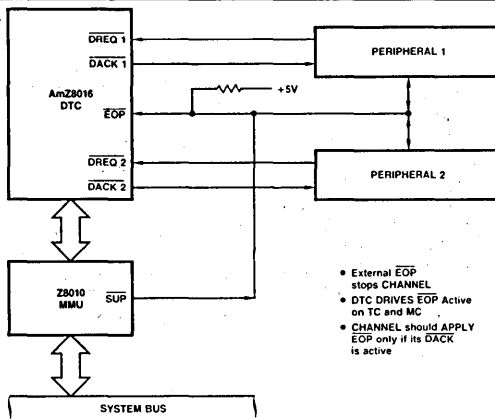 DREQ 1
PERIPHERAL 1
DACK 1
AmZ8016
DTC
+5V
EOP
DREQ 2
PERIPHERAL 2
DACK 2
Z8010
MMU
SUP
• External EOP
stops CHANNEL
• DTC DRIVES EOP Active
on TC and MC
• CHANNEL should APPLY
EOP only if its DACK
is active
SYSTEM BUS